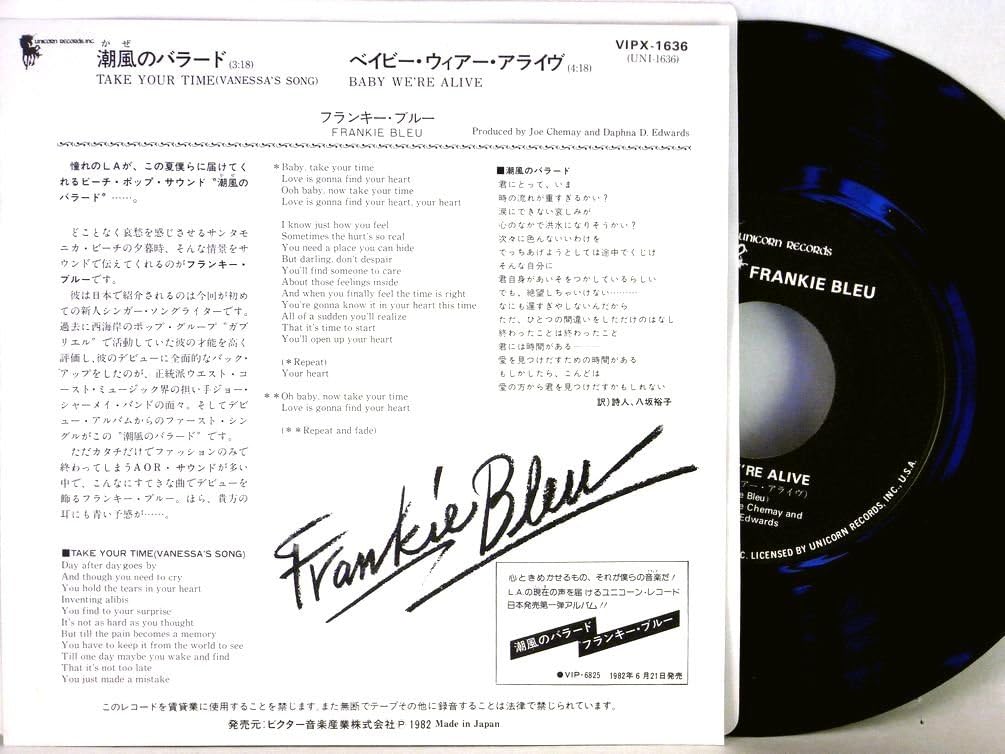 UNICORN RECORDS, INC.
かぜ
潮風のバラード(3:18)
TAKE YOUR TIME(VANESSA'S SONG)
ベイビー・ウィアー・アライヴ(4:18)
BABY WE'RE ALIVE
VIPX-1636
(UNI-1636)
フランキー・ブルー
FRANKIE BLEU
Produced by Joe Chemay and Daphna D. Edwards
憧れのLAが、この夏僕らに届けてく
れるビーチ・ポップ・サウンド“潮風の
バラード”……。
どことなく哀愁を感じさせるサンタモ
ニカ・ビーチの夕暮時、そんな情景をサ
ウンドで伝えてくれるのがフランキー・
ブルーです。
彼は日本で紹介されるのは今回が初め
ての新人シンガー・ソングライターです。
過去に西海岸のポップ・グループ“ガブ
リエル”で活動していた彼の才能を高く
評価し、彼のデビューに全面的なバック・
アップをしたのが、正統派ウエスト・コ
ースト・ミュージック界の担い手ジョー・
シャーメイ・バンドの面々。そしてデビ
ュー・アルバムからのファースト・シン
グルがこの“潮風のバラード”です。
ただカタチだけでファッションのみで
終わってしまうAOR・サウンドが多い
中で、こんなにすてきな曲でデビューを
飾るフランキー・ブルー。ほら、貴方の
耳にも青い予感が……。
■TAKE YOUR TIME(VANESSA'S SONG)
Day after day goes by
And though you need to cry
You hold the tears in your heart
Inventing alibis
You find to your surprise
It's not as hard as you thought
But till the pain becomes a memory
You have to keep it from the world to see
Till one day maybe you wake and find
That it's not too late
You just made a mistake
*Baby, take your time
Love is gonna find your heart
Ooh baby, now take your time
Love is gonna find your heart, your heart
I know just how you feel
Sometimes the hurt's so real
You need a place you can hide
But darling, don't despair
You'll find someone to care
About those feelings inside
And when you finally feel the time is right
You're gonna know it in your heart this time
All of a sudden you'll realize
That it's time to start
You'll open up your heart
(*Repeat)
Your heart
**Oh baby, now take your time
Love is gonna find your heart
(**Repeat and fade)
■潮風のバラード
君にとって、いま
時の流れが重すぎるかい?
涙にできない哀しみが
心のなかで洪水になりそうかい?
次々に色んないいわけを
でっちあげようとしては途中でくじけ
そんな自分に
君自身があいそをつかしているらしい
でも、絶望しちゃいけない………
なにも遅すぎやしないんだから
ただ、ひとつの間違いをしただけのはなし
終わったことは終わったこと
君には時間がある——
愛を見つけだすための時間がある
もしかしたら、こんどは
愛の方から君を見つけだすかもしれない
訳)詩人、八坂裕子
Frankie Bleu
心ときめかせるもの、それが僕らの音楽だ!
L.A.の現在の声を届けるユニコーン・レコード
日本発売第一弾アルバム!!
潮風のバラード
フランキー・ブルー
●VIP-6825 1982年6月21日発売
このレコードを賃貸業に使用することを禁じます。また無断でテープその他に録音することは法律で禁じられています。
発売元:ビクター音楽産業株式会社 P 1982 Made in Japan
UNICORN RECORDS
FRANKIE BLEU
'RE ALIVE
アー・アライヴ)
e Bleu)
e Chemay and
Edwards
C. LICENSED BY UNICORN RECORDS, INC., U.S.A.